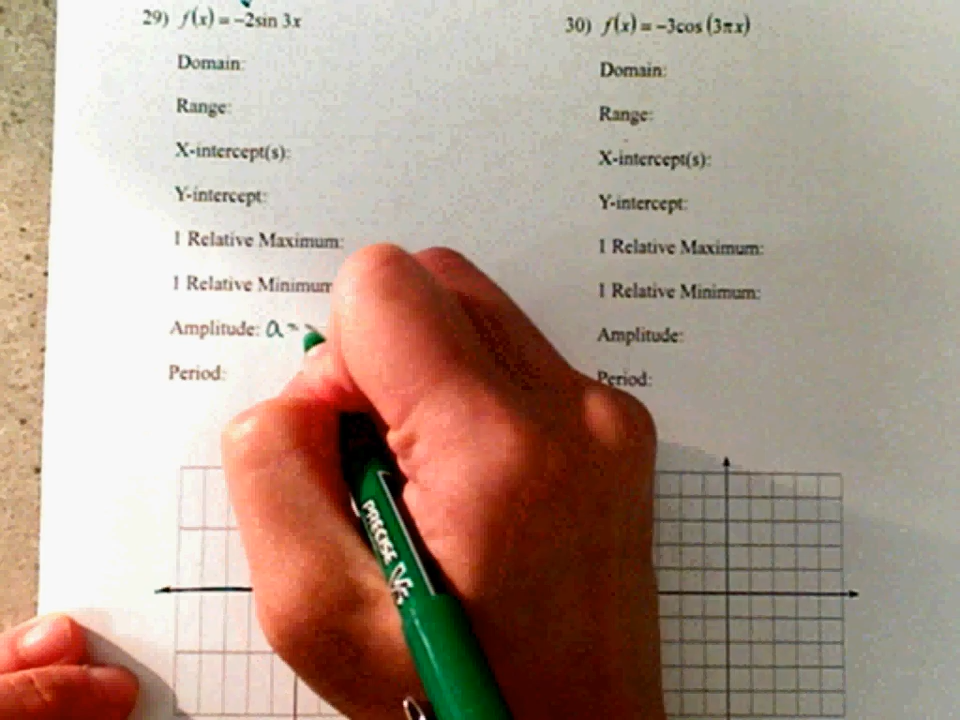 29) f(x) = -2sin 3x
Domain:
Range:
X-intercept(s):
Y-intercept:
1 Relative Maximum:
1 Relative Minimum
Amplitude: a =
Period:
30) f(x) = -3cos (3πx)
Domain:
Range:
X-intercept(s):
Y-intercept:
1 Relative Maximum:
1 Relative Minimum:
Amplitude:
Period:
PRECISE V5